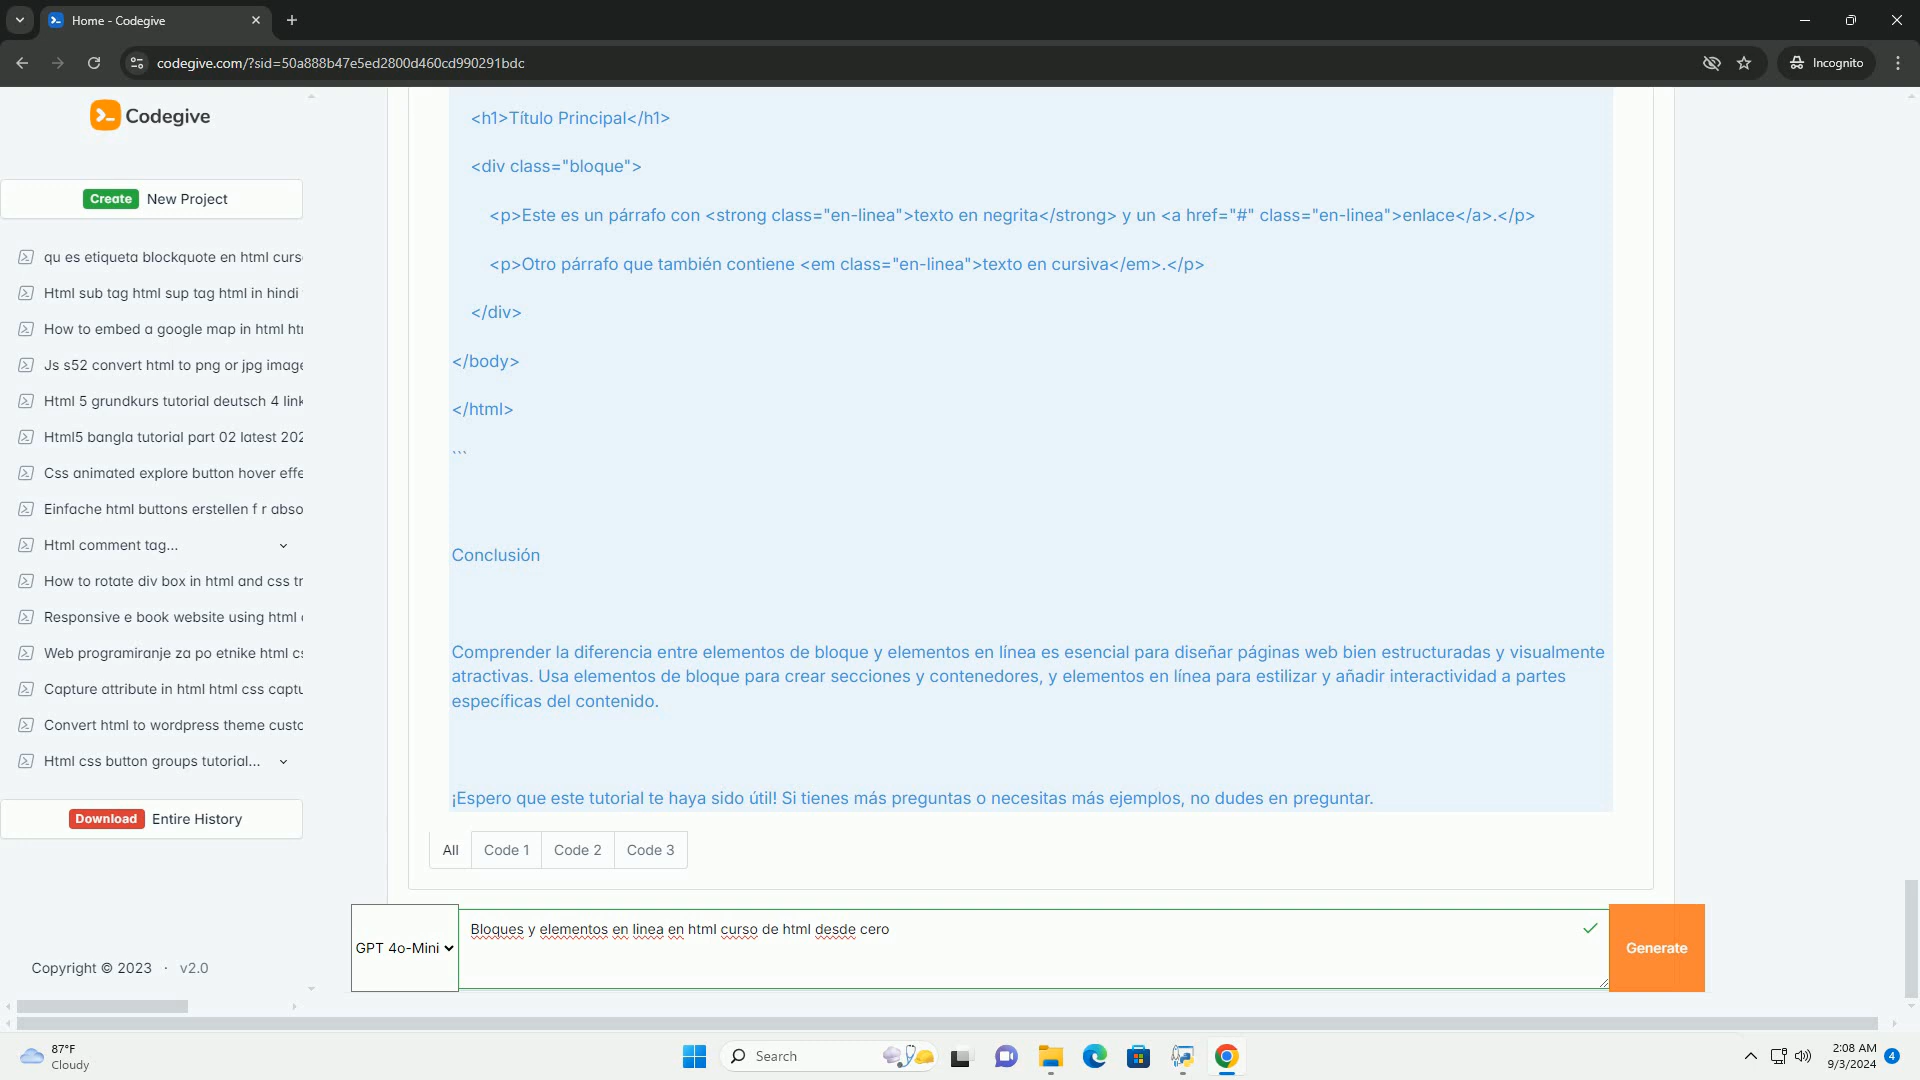 Home - Codegive
codegive.com/?sid=50a888b47e5ed2800d460cd990291bdc
Incognito
Codegive
Create New Project
qu es etiqueta blockquote en html curs
Html sub tag html sup tag html in hindi
How to embed a google map in html ht
Js s52 convert html to png or jpg image
Html 5 grundkurs tutorial deutsch 4 link
Html5 bangla tutorial part 02 latest 202
Css animated explore button hover effe
Einfache html buttons erstellen f r abso
Html comment tag...
How to rotate div box in html and css tr
Responsive e book website using html
Web programiranje za po etnike html cs
Capture attribute in html html css captu
Convert html to wordpress theme custo
Html css button groups tutorial...
Download Entire History
Copyright © 2023 · v2.0
<h1>Título Principal</h1>
<div class="bloque">
<p>Este es un párrafo con <strong class="en-linea">texto en negrita</strong> y un <a href="#" class="en-linea">enlace</a>.</p>
<p>Otro párrafo que también contiene <em class="en-linea">texto en cursiva</em>.</p>
</div>
</body>
</html>
```
Conclusión
Comprender la diferencia entre elementos de bloque y elementos en línea es esencial para diseñar páginas web bien estructuradas y visualmente
atractivas. Usa elementos de bloque para crear secciones y contenedores, y elementos en línea para estilizar y añadir interactividad a partes
específicas del contenido.
¡Espero que este tutorial te haya sido útil! Si tienes más preguntas o necesitas más ejemplos, no dudes en preguntar.
All Code 1 Code 2 Code 3
GPT 4o-Mini
Bloques y elementos en linea en html curso de html desde cero
Generate
87°F
Cloudy
Search
2:08 AM
9/3/2024
4